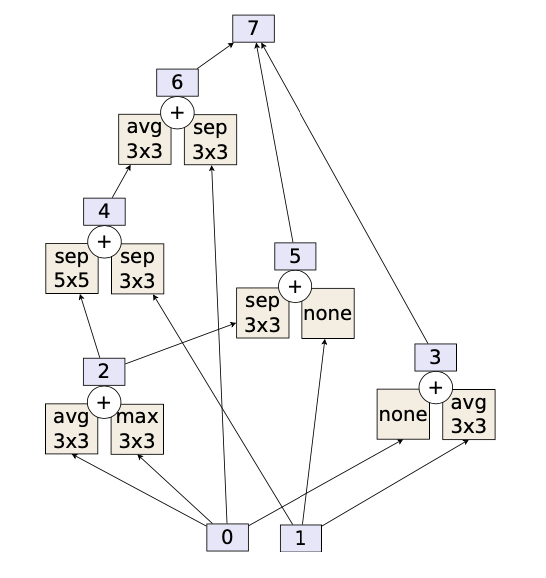 7
6
+
avg sep
3x3 3x3
4
+
sep sep
5x5 3x3
5
+
sep none
3x3
2
+
avg max
3x3 3x3
3
+
none avg
3x3
0 1